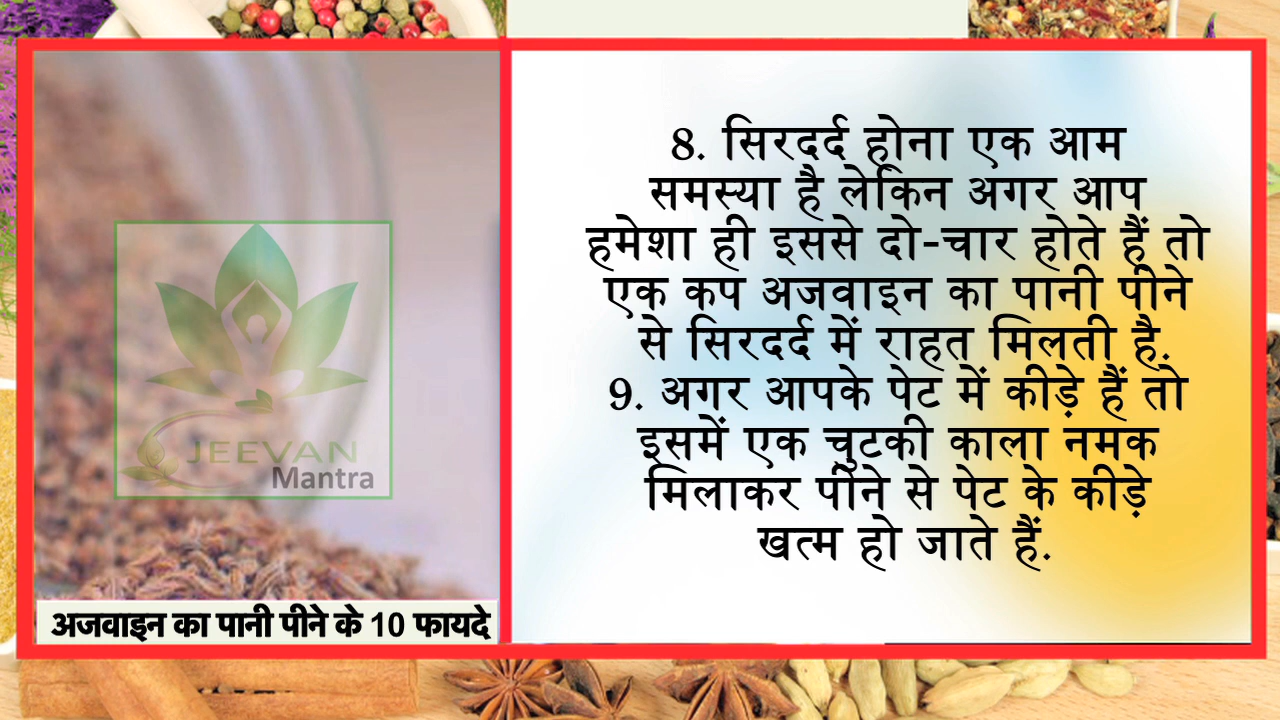 8. सिरदर्द होना एक आम
समस्या है लेकिन अगर आप
हमेशा ही इससे दो-चार होते हैं तो
एक कप अजवाइन का पानी पीने
से सिरदर्द में राहत मिलती है.
9. अगर आपके पेट में कीड़े हैं तो
इसमें एक चुटकी काला नमक
मिलाकर पीने से पेट के कीड़े
खत्म हो जाते हैं.
JEEVAN
Mantra
अजवाइन का पानी पीने के 10 फायदे